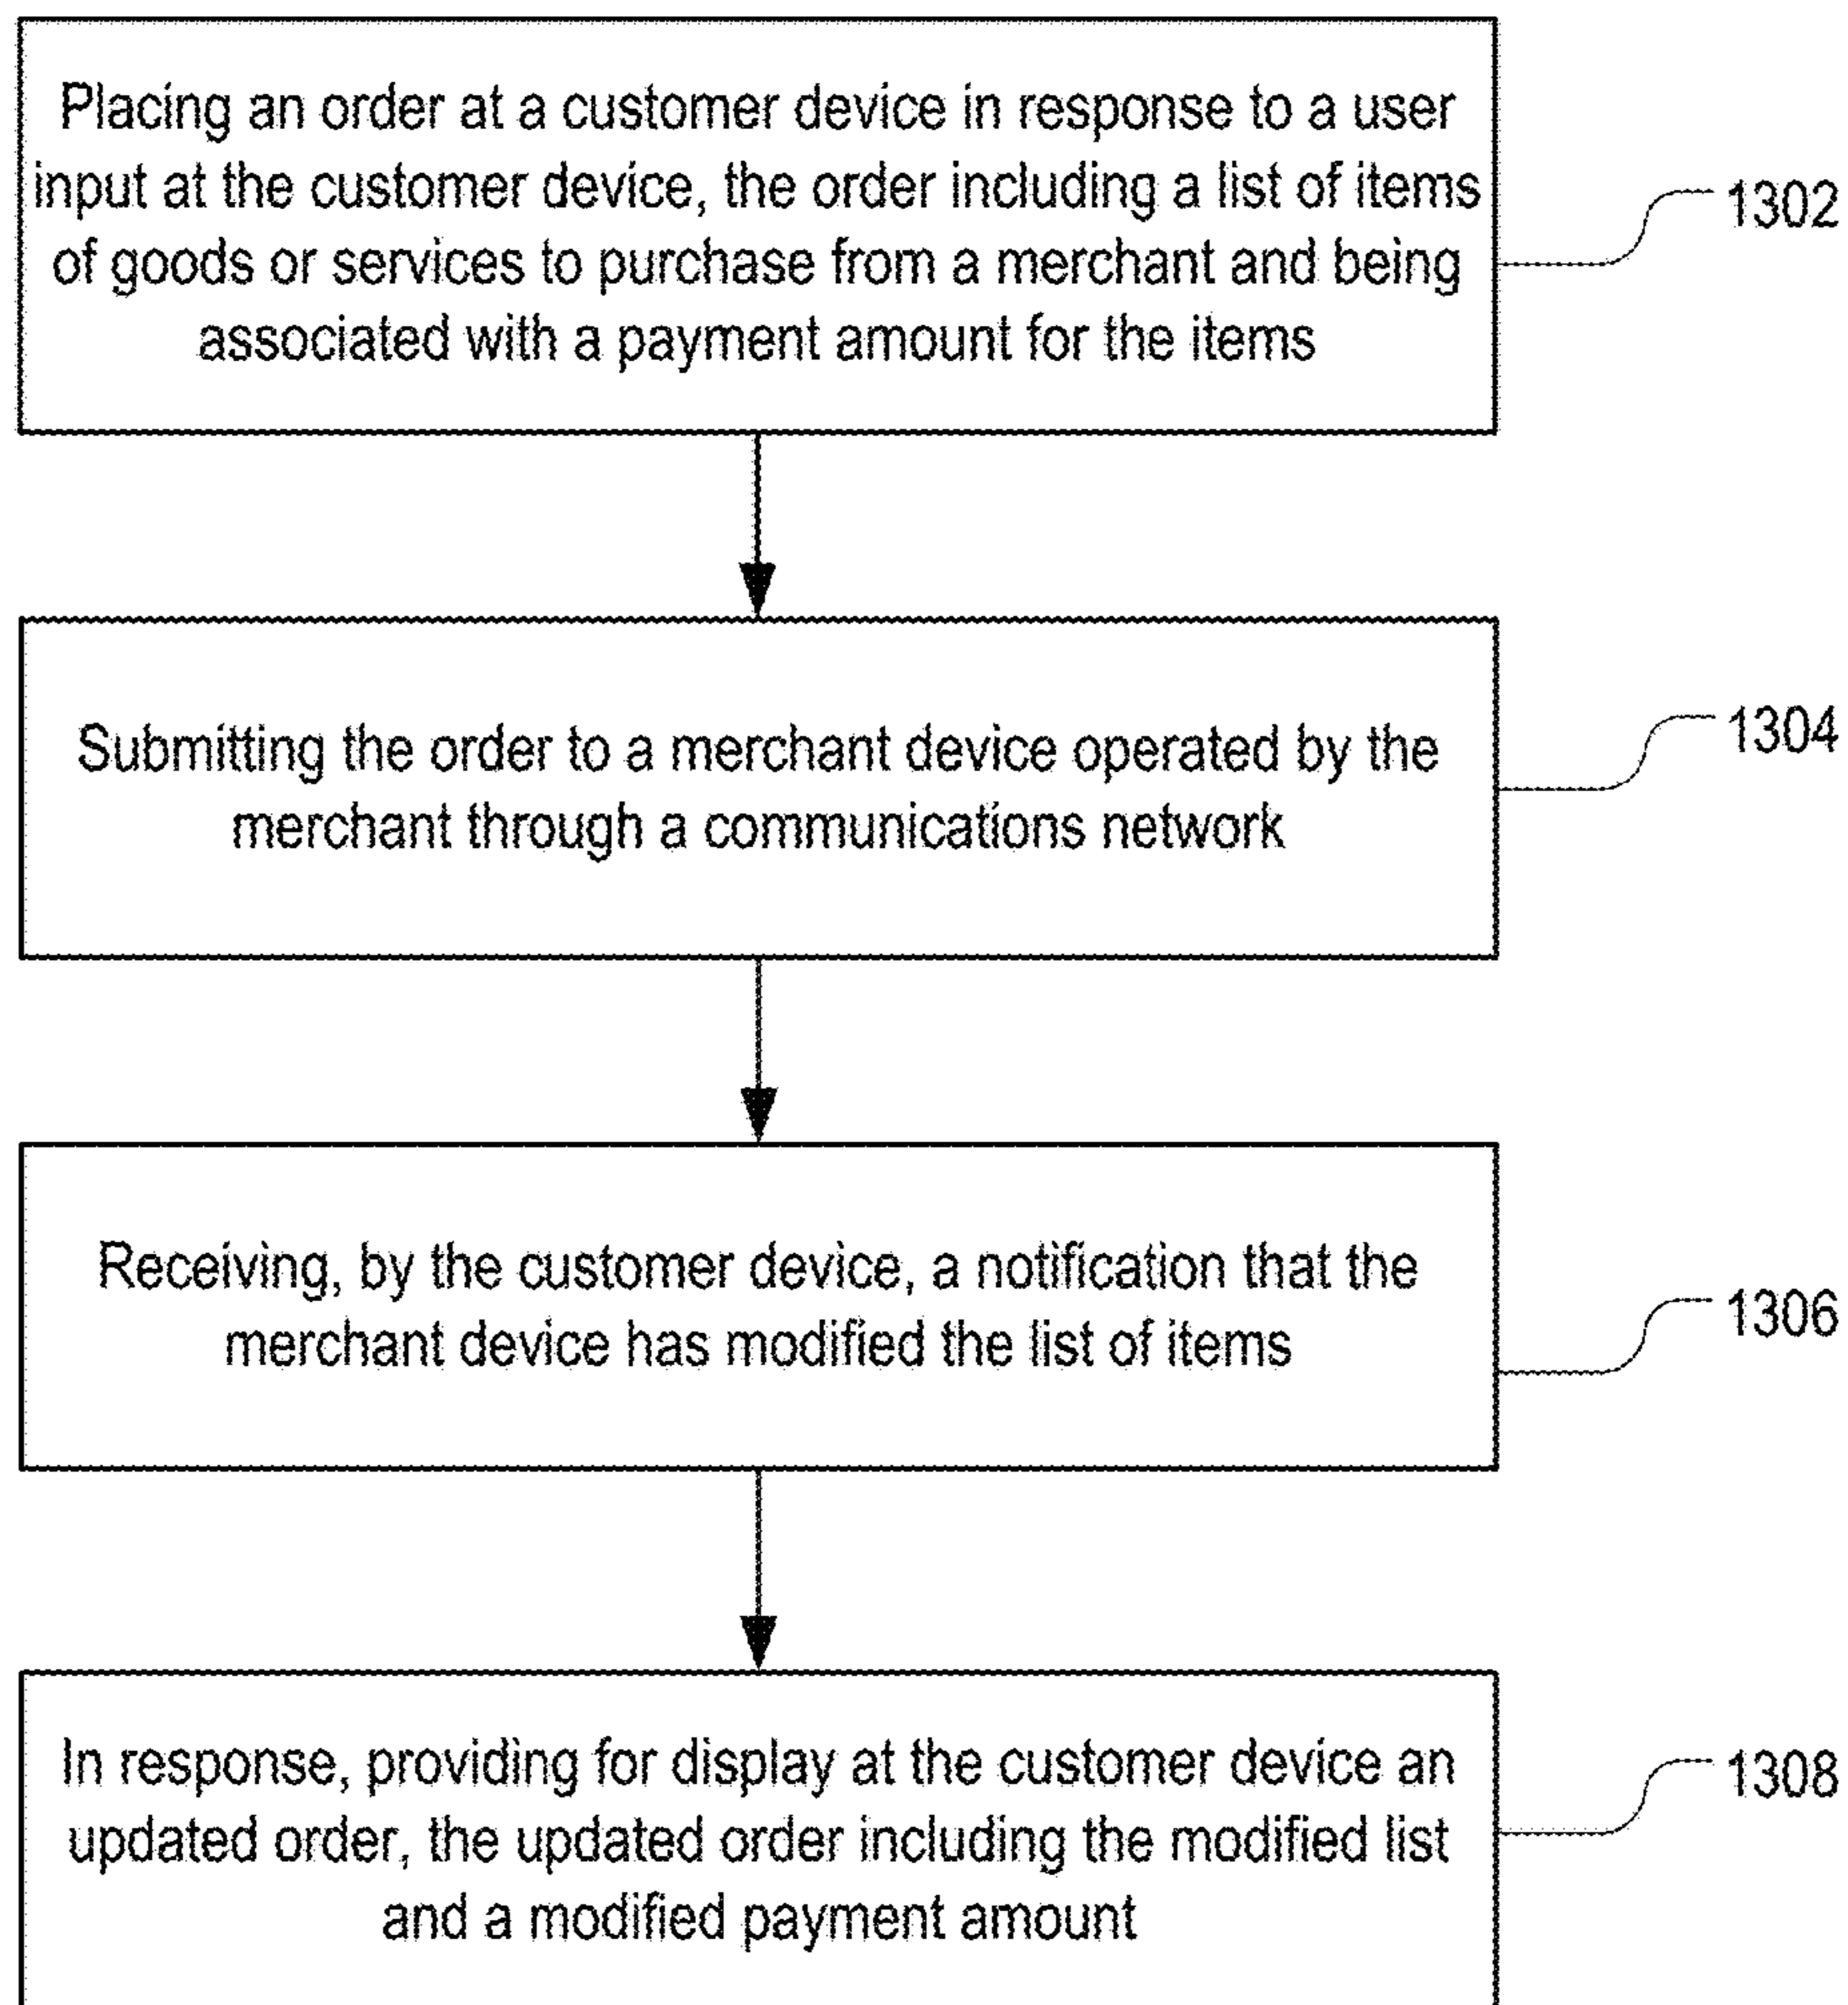 Placing an order at a customer device in response to a user
input at the customer device, the order including a list of items
of goods or services to purchase from a merchant and being
associated with a payment amount for the items
1302
Submitting the order to a merchant device operated by the
merchant through a communications network
1304
Receiving, by the customer device, a notification that the
merchant device has modified the list of items
1306
In response, providing for display at the customer device an
updated order, the updated order including the modified list
and a modified payment amount
1308